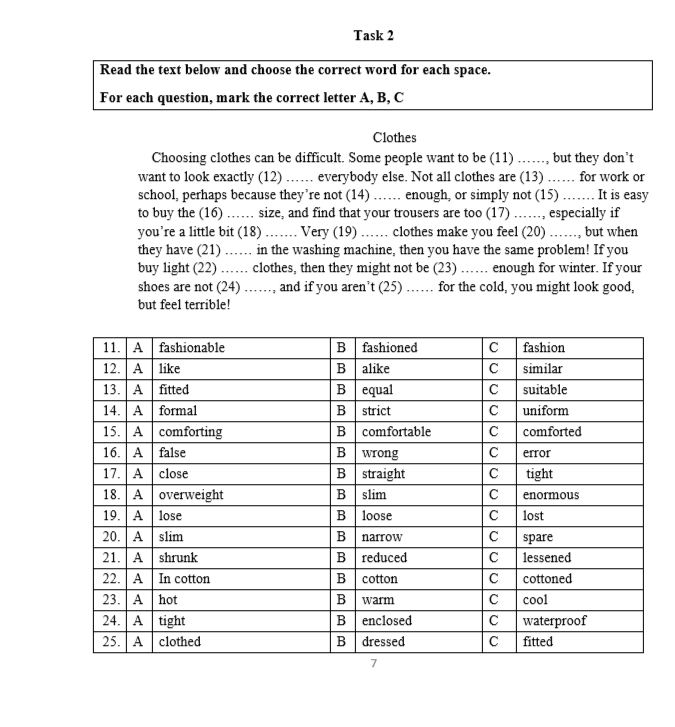 Task 2
Read the text below and choose the correct word for each space.
For each question, mark the correct letter A, B, C
Clothes
Choosing clothes can be difficult. Some people want to be (11) ……, but they don't
want to look exactly (12) …… everybody else. Not all clothes are (13) …… for work or
school, perhaps because they're not (14) …… enough, or simply not (15) ……. It is easy
to buy the (16) …… size, and find that your trousers are too (17) ……, especially if
you're a little bit (18) ……. Very (19) …… clothes make you feel (20) ……, but when
they have (21) …… in the washing machine, then you have the same problem! If you
buy light (22) …… clothes, then they might not be (23) …… enough for winter. If your
shoes are not (24) ……, and if you aren't (25) …… for the cold, you might look good,
but feel terrible!
11. A fashionable B fashioned C fashion
12. A like B alike C similar
13. A fitted B equal C suitable
14. A formal B strict C uniform
15. A comforting B comfortable C comforted
16. A false B wrong C error
17. A close B straight C tight
18. A overweight B slim C enormous
19. A lose B loose C lost
20. A slim B narrow C spare
21. A shrunk B reduced C lessened
22. A In cotton B cotton C cottoned
23. A hot B warm C cool
24. A tight B enclosed C waterproof
25. A clothed B dressed C fitted
7